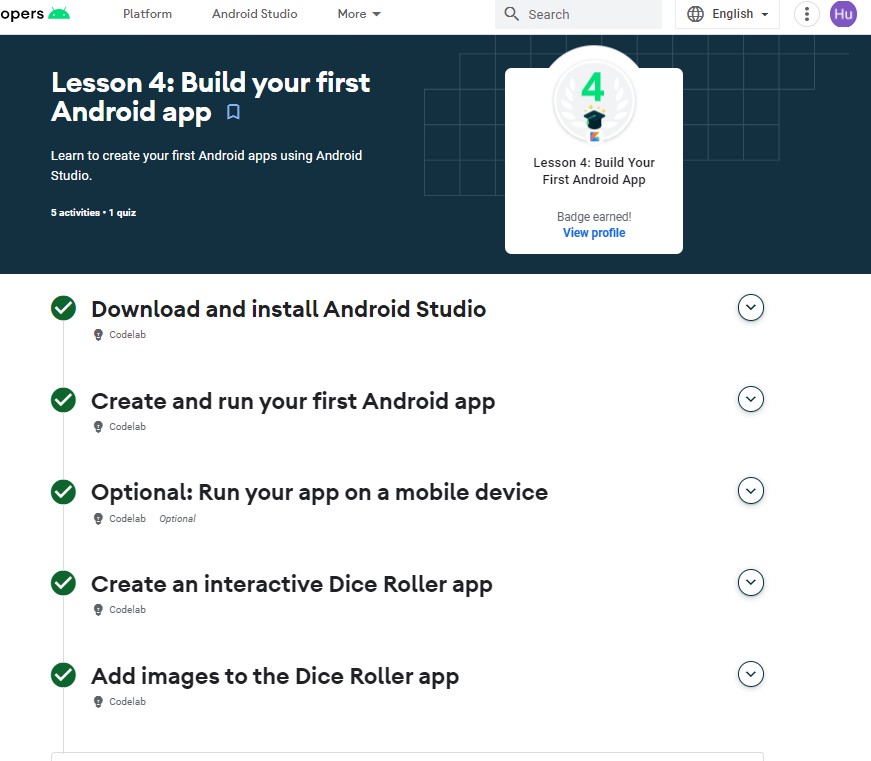 opers
Platform
Android Studio
More
Search
English
Hu
Lesson 4: Build your first
Android app
Learn to create your first Android apps using Android
Studio.
5 activities • 1 quiz
4
Lesson 4: Build Your
First Android App
Badge earned!
View profile
Download and install Android Studio
Codelab
Create and run your first Android app
Codelab
Optional: Run your app on a mobile device
Codelab Optional
Create an interactive Dice Roller app
Codelab
Add images to the Dice Roller app
Codelab